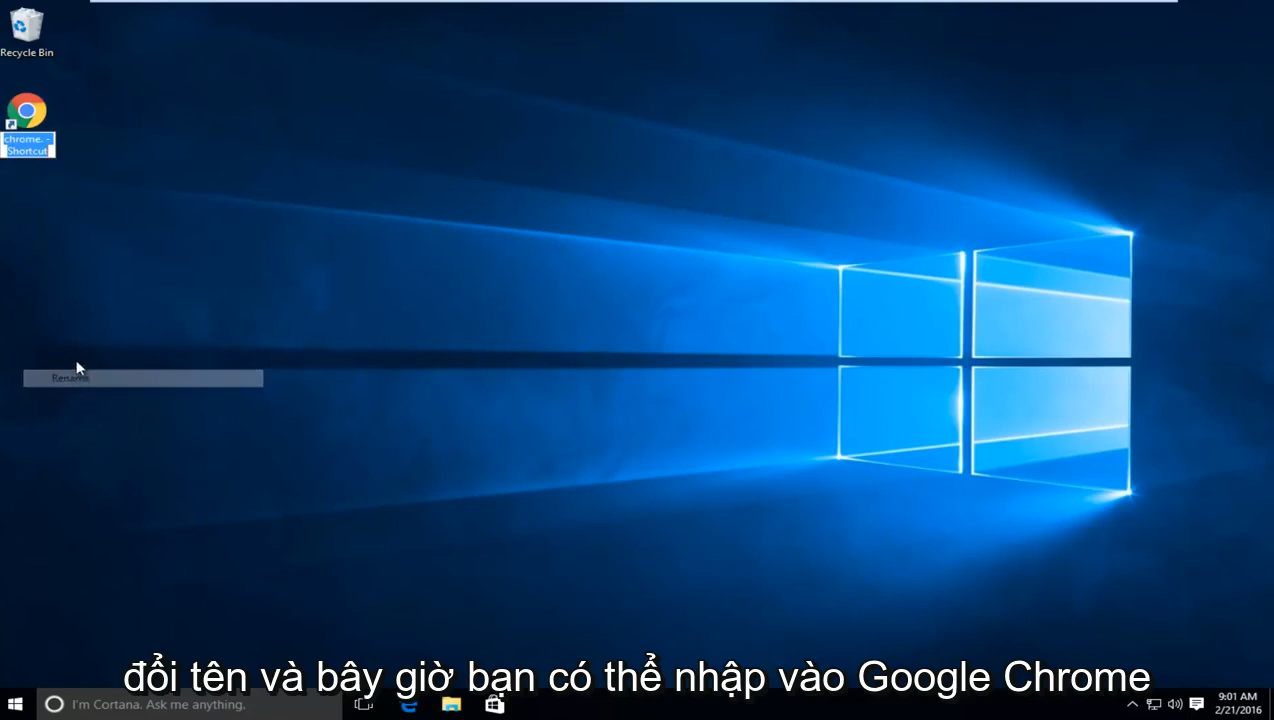 Recycle Bin
chrome. -
Shortcut
Rename
đổi tên và bây giờ bạn có thể nhập vào Google Chrome
I'm Cortana. Ask me anything.
9:01 AM
2/21/2016